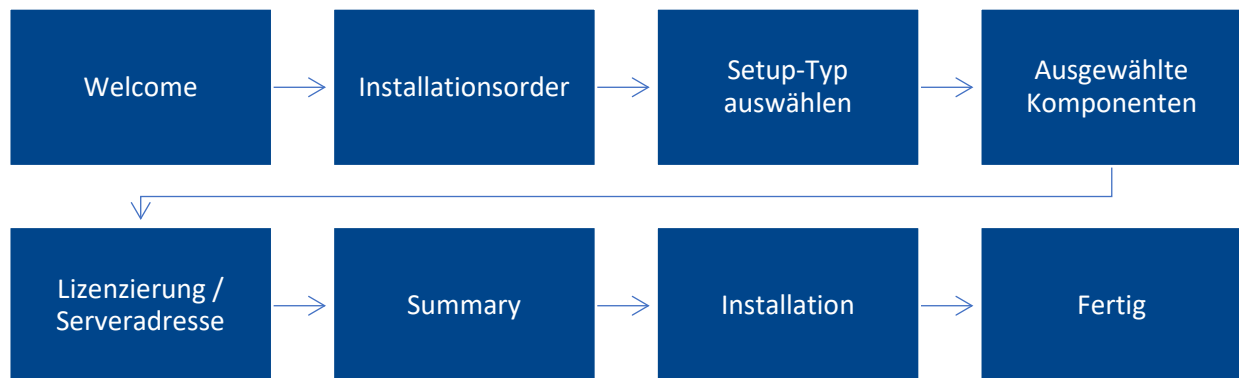 Welcome
Installationsorder
Setup-Typ
auswählen
Ausgewählte
Komponenten
Lizenzierung /
Serveradresse
Summary
Installation
Fertig